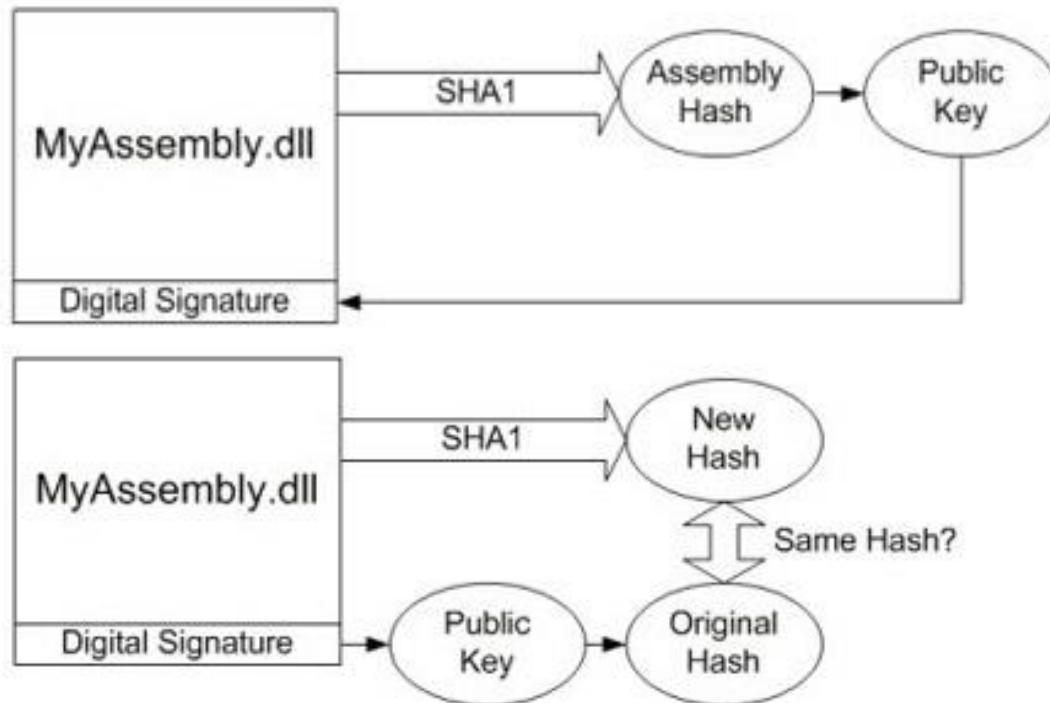 MyAssembly.dll
SHA1
Assembly
Hash
Public
Key
Digital Signature
MyAssembly.dll
SHA1
New
Hash
Same Hash?
Digital Signature
Public
Key
Original
Hash